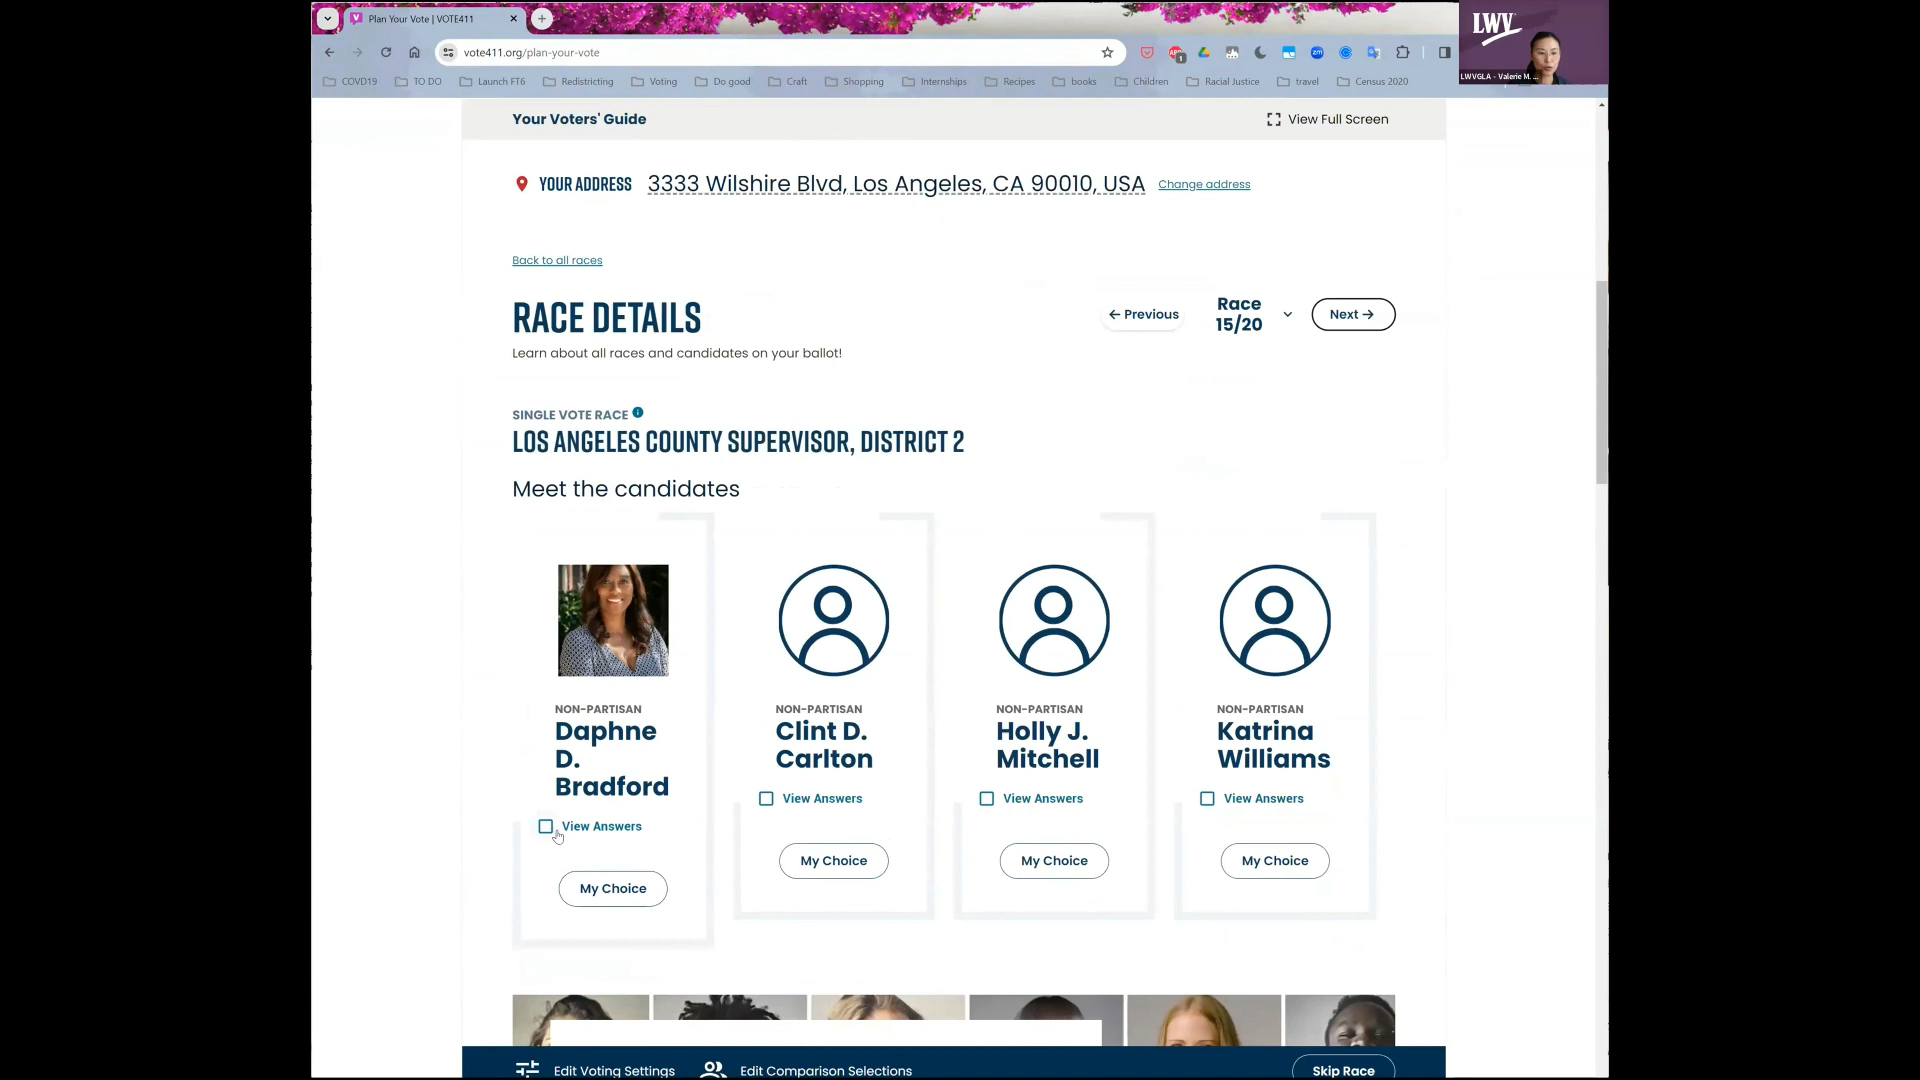 Plan Your Vote | VOTE411
LWV
vote411.org/plan-your-vote
LWVGLA - Valerie M. ...
COVD19 TO DO Launch FT6 Redistricting Voting Do good Craft Shopping Internships Recipes books Children Racial Justice travel Census 2020
Your Voters' Guide View Full Screen
YOUR ADDRESS 3333 Wilshire Blvd, Los Angeles, CA 90010, USA Change address
Back to all races
RACE DETAILS
← Previous
Race
15/20
Next →
Learn about all races and candidates on your ballot!
SINGLE VOTE RACE
LOS ANGELES COUNTY SUPERVISOR, DISTRICT 2
Meet the candidates
NON-PARTISAN
Daphne
D.
Bradford
View Answers
My Choice
NON-PARTISAN
Clint D.
Carlton
View Answers
My Choice
NON-PARTISAN
Holly J.
Mitchell
View Answers
My Choice
NON-PARTISAN
Katrina
Williams
View Answers
My Choice
Edit Voting Settings Edit Comparison Selections Skip Race